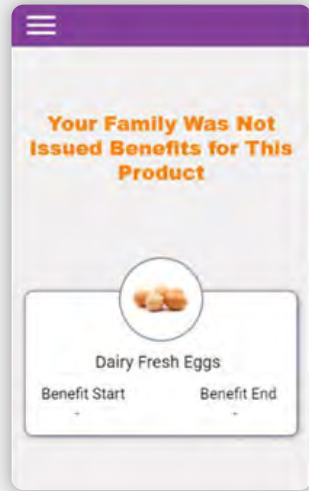 Your Family Was Not
Issued Benefits for This
Product
Dairy Fresh Eggs
Benefit Start Benefit End
- -